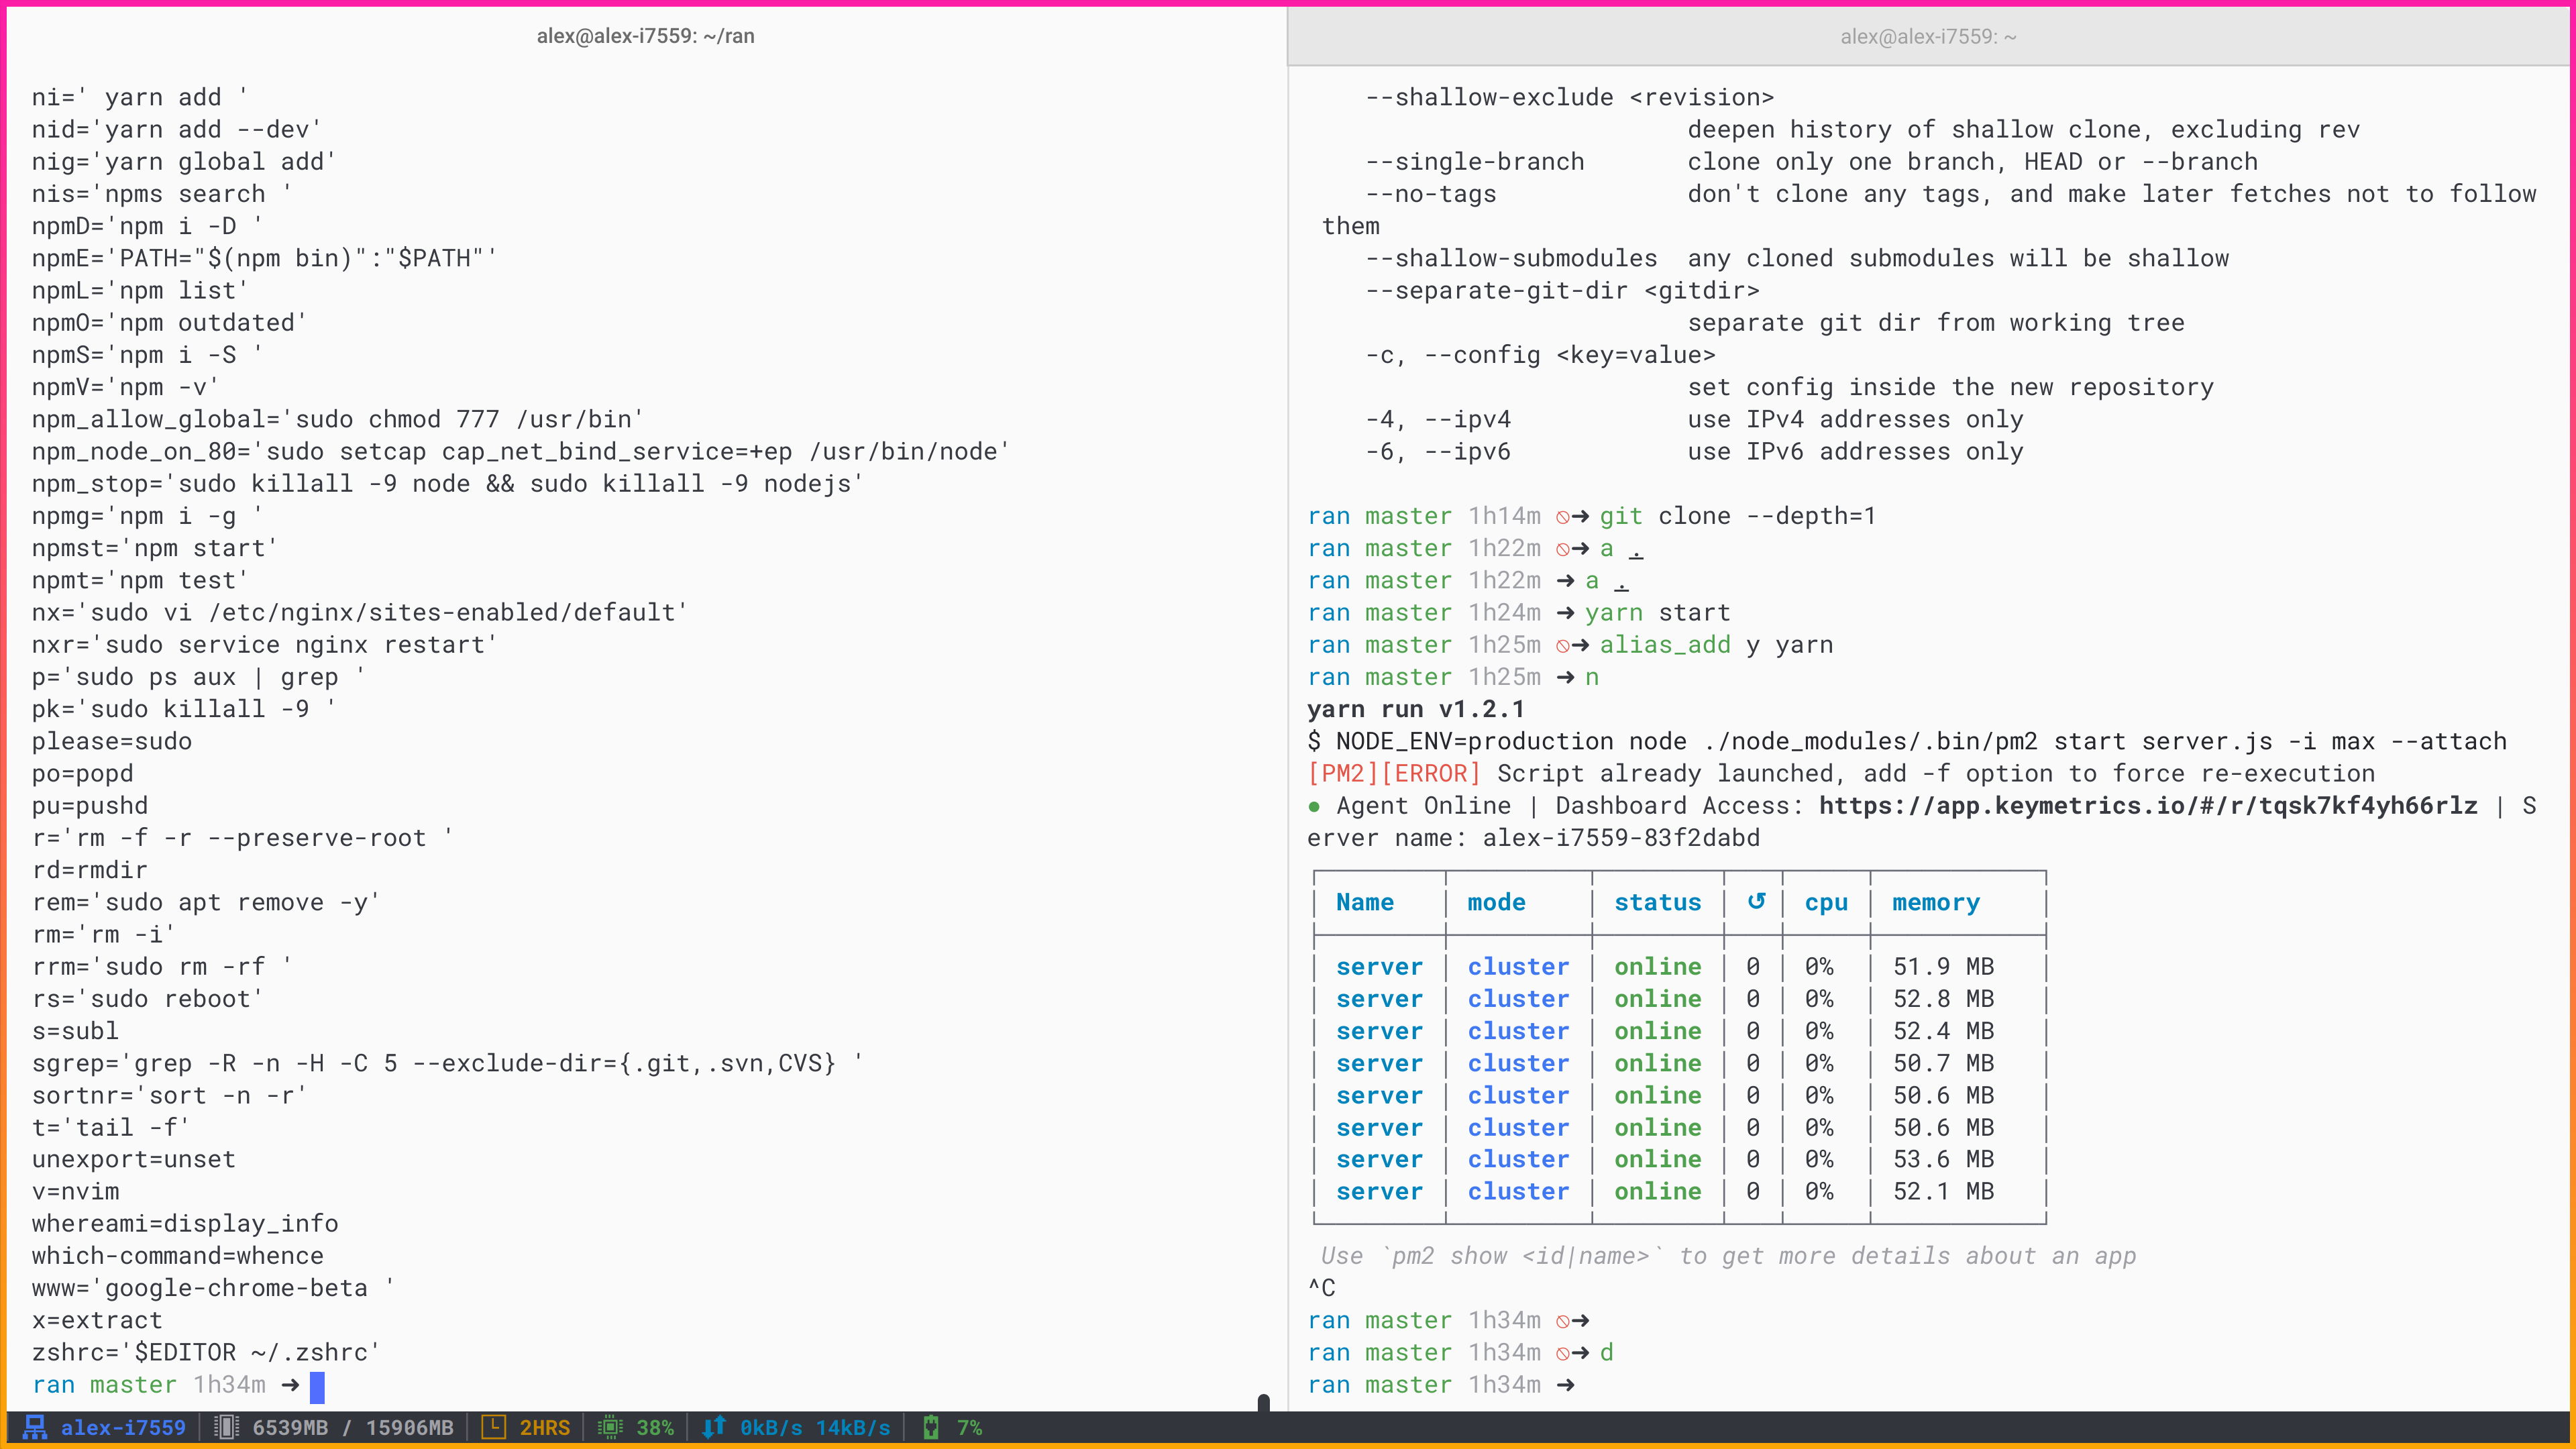 alex@alex-i7559: ~/ran
ni=' yarn add '
nid='yarn add --dev'
nig='yarn global add'
nis='npms search '
npmD='npm i -D '
npmE='PATH="$(npm bin)":"$PATH"'
npmL='npm list'
npmO='npm outdated'
npmS='npm i -S '
npmV='npm -v'
npm_allow_global='sudo chmod 777 /usr/bin'
npm_node_on_80='sudo setcap cap_net_bind_service=+ep /usr/bin/node'
npm_stop='sudo killall -9 node && sudo killall -9 nodejs'
npmg='npm i -g '
npmst='npm start'
npmt='npm test'
nx='sudo vi /etc/nginx/sites-enabled/default'
nxr='sudo service nginx restart'
p='sudo ps aux | grep '
pk='sudo killall -9 '
please=sudo
po=popd
pu=pushd
r='rm -f -r --preserve-root '
rd=rmdir
rem='sudo apt remove -y'
rm='rm -i'
rrm='sudo rm -rf '
rs='sudo reboot'
s=subl
sgrep='grep -R -n -H -C 5 --exclude-dir={.git,.svn,CVS} '
sortnr='sort -n -r'
t='tail -f'
unexport=unset
v=nvim
whereami=display_info
which-command=whence
www='google-chrome-beta '
x=extract
zshrc='$EDITOR ~/.zshrc'
ran master 1h34m ➜
alex@alex-i7559: ~
--shallow-exclude <revision>
deepen history of shallow clone, excluding rev
--single-branch clone only one branch, HEAD or --branch
--no-tags don't clone any tags, and make later fetches not to follow
them
--shallow-submodules any cloned submodules will be shallow
--separate-git-dir <gitdir>
separate git dir from working tree
-c, --config <key=value>
set config inside the new repository
-4, --ipv4 use IPv4 addresses only
-6, --ipv6 use IPv6 addresses only
ran master 1h14m ⦸➜ git clone --depth=1
ran master 1h22m ⦸➜ a .
ran master 1h22m ➜ a .
ran master 1h24m ➜ yarn start
ran master 1h25m ⦸➜ alias_add y yarn
ran master 1h25m ➜ n
yarn run v1.2.1
$ NODE_ENV=production node ./node_modules/.bin/pm2 start server.js -i max --attach
[PM2][ERROR] Script already launched, add -f option to force re-execution
● Agent Online | Dashboard Access: https://app.keymetrics.io/#/r/tqsk7kf4yh66rlz | S
erver name: alex-i7559-83f2dabd
Name mode status ↺ cpu memory
server cluster online 0 0% 51.9 MB
server cluster online 0 0% 52.8 MB
server cluster online 0 0% 52.4 MB
server cluster online 0 0% 50.7 MB
server cluster online 0 0% 50.6 MB
server cluster online 0 0% 50.6 MB
server cluster online 0 0% 53.6 MB
server cluster online 0 0% 52.1 MB
Use `pm2 show <id|name>` to get more details about an app
^C
ran master 1h34m ⦸➜
ran master 1h34m ⦸➜ d
ran master 1h34m ➜
alex-i7559 6539MB / 15906MB 2HRS 38% 0kB/s 14kB/s 7%